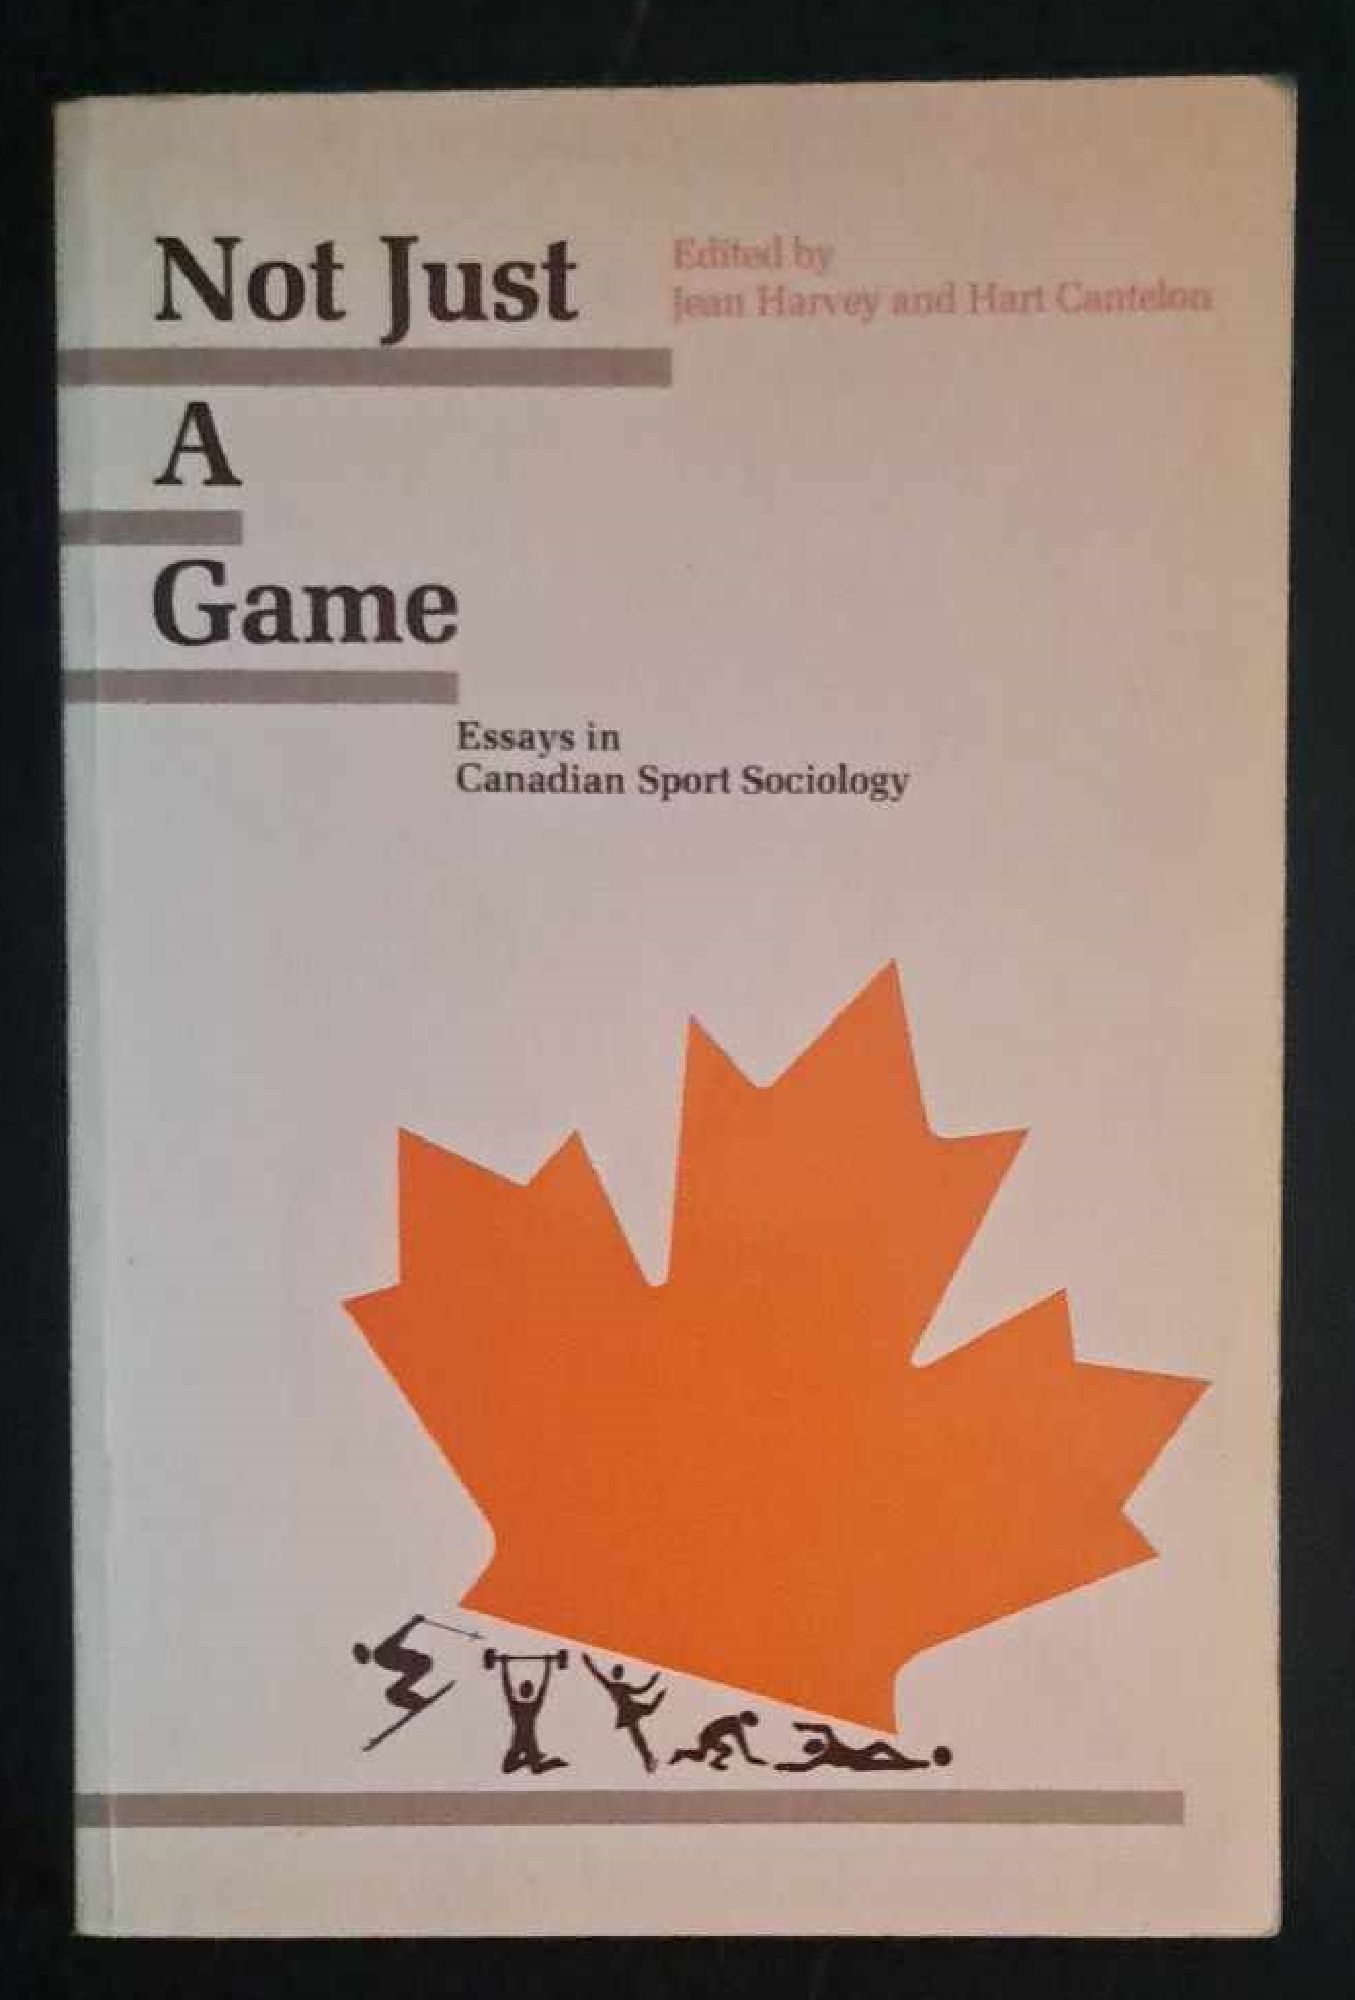 Not Just
A
Game
Edited by
Jean Harvey and Hart Cantelon
Essays in
Canadian Sport Sociology